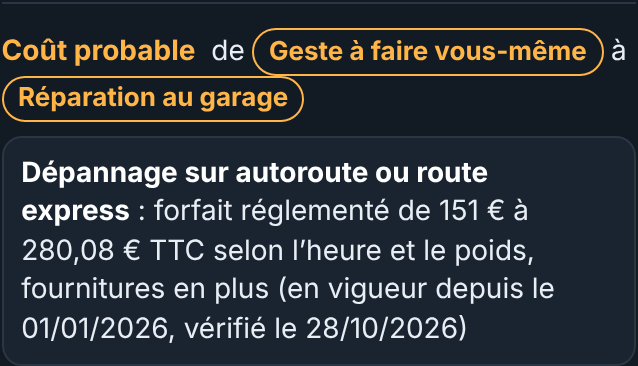 Coût probable de Geste à faire vous-même à
Réparation au garage
Dépannage sur autoroute ou route
express : forfait réglementé de 151 € à
280,08 € TTC selon l’heure et le poids,
fournitures en plus (en vigueur depuis le
01/01/2026, vérifié le 28/10/2026)